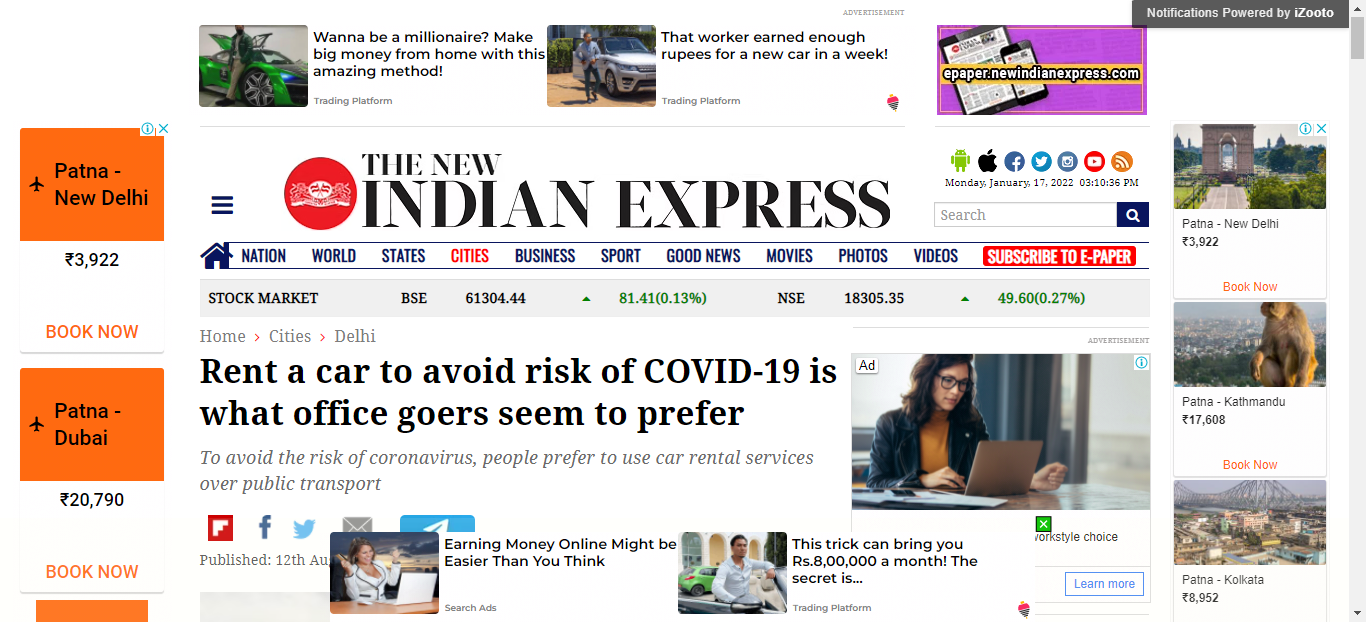 Notifications Powered by iZooto
ADVERTISEMENT
Wanna be a millionaire? Make
big money from home with this
amazing method!
Trading Platform
That worker earned enough
rupees for a new car in a week!
Trading Platform
epaper.newindianexpress.com
Patna -
New Delhi
₹3,922
BOOK NOW
Patna -
Dubai
₹20,790
BOOK NOW
THE NEW
INDIAN EXPRESS
Monday, January, 17, 2022 03:10:36 PM
Search
NATION WORLD STATES CITIES BUSINESS SPORT GOOD NEWS MOVIES PHOTOS VIDEOS SUBSCRIBE TO E-PAPER
STOCK MARKET BSE 61304.44 81.41(0.13%) NSE 18305.35 49.60(0.27%)
Home > Cities > Delhi
Rent a car to avoid risk of COVID-19 is
what office goers seem to prefer
To avoid the risk of coronavirus, people prefer to use car rental services
over public transport
Published: 12th Au
Earning Money Online Might be
Easier Than You Think
Search Ads
This trick can bring you
Rs.8,00,000 a month! The
secret is...
Trading Platform
ADVERTISEMENT
Ad
workstyle choice
Learn more
Patna - New Delhi
₹3,922
Book Now
Patna - Kathmandu
₹17,608
Book Now
Patna - Kolkata
₹8,952